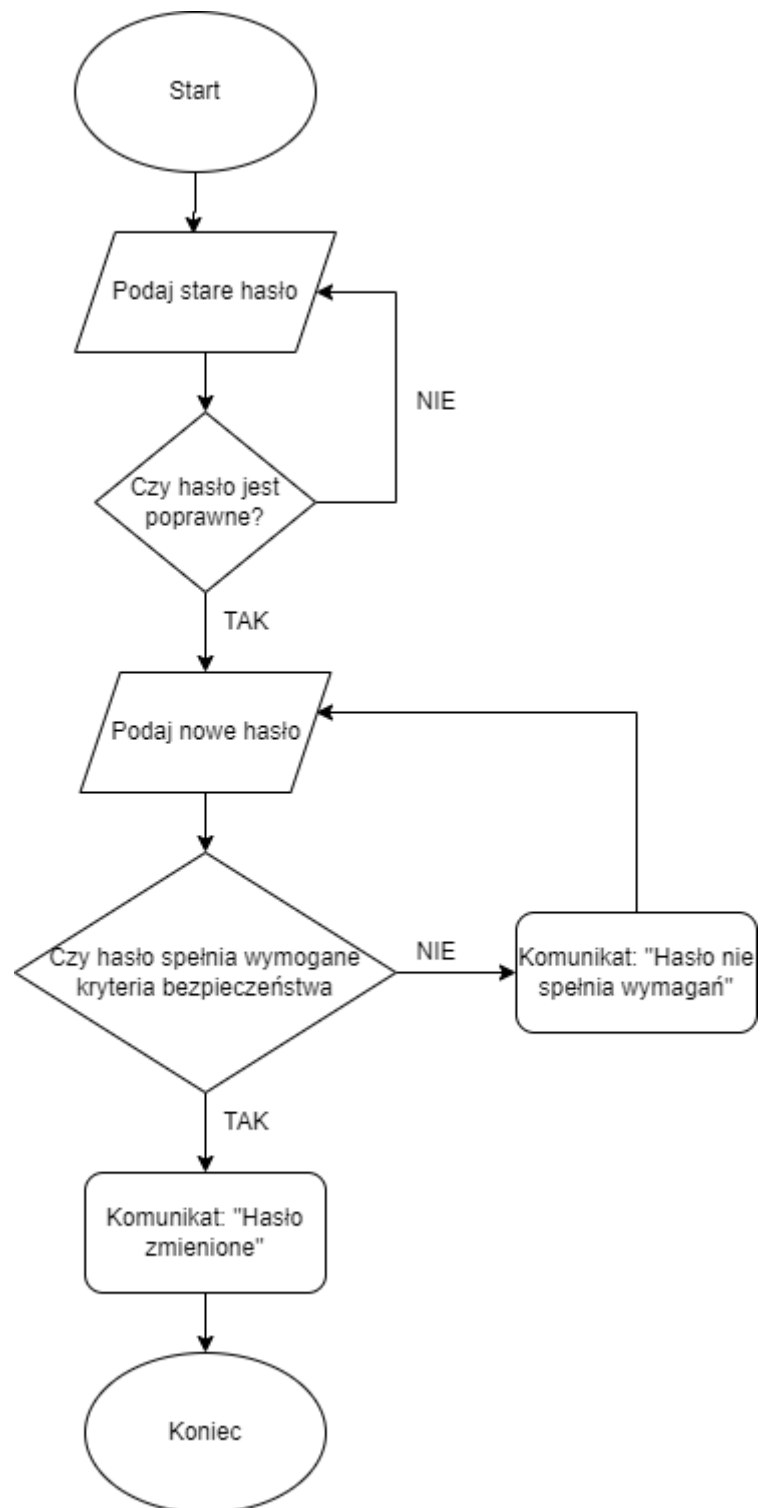 Start
Podaj stare hasło
NIE
Czy hasło jest
poprawne?
TAK
Podaj nowe hasło
Czy hasło spełnia wymogane
kryteria bezpieczeństwa
NIE
Komunikat: "Hasło nie
spełnia wymagań"
TAK
Komunikat: "Hasło
zmienione"
Koniec